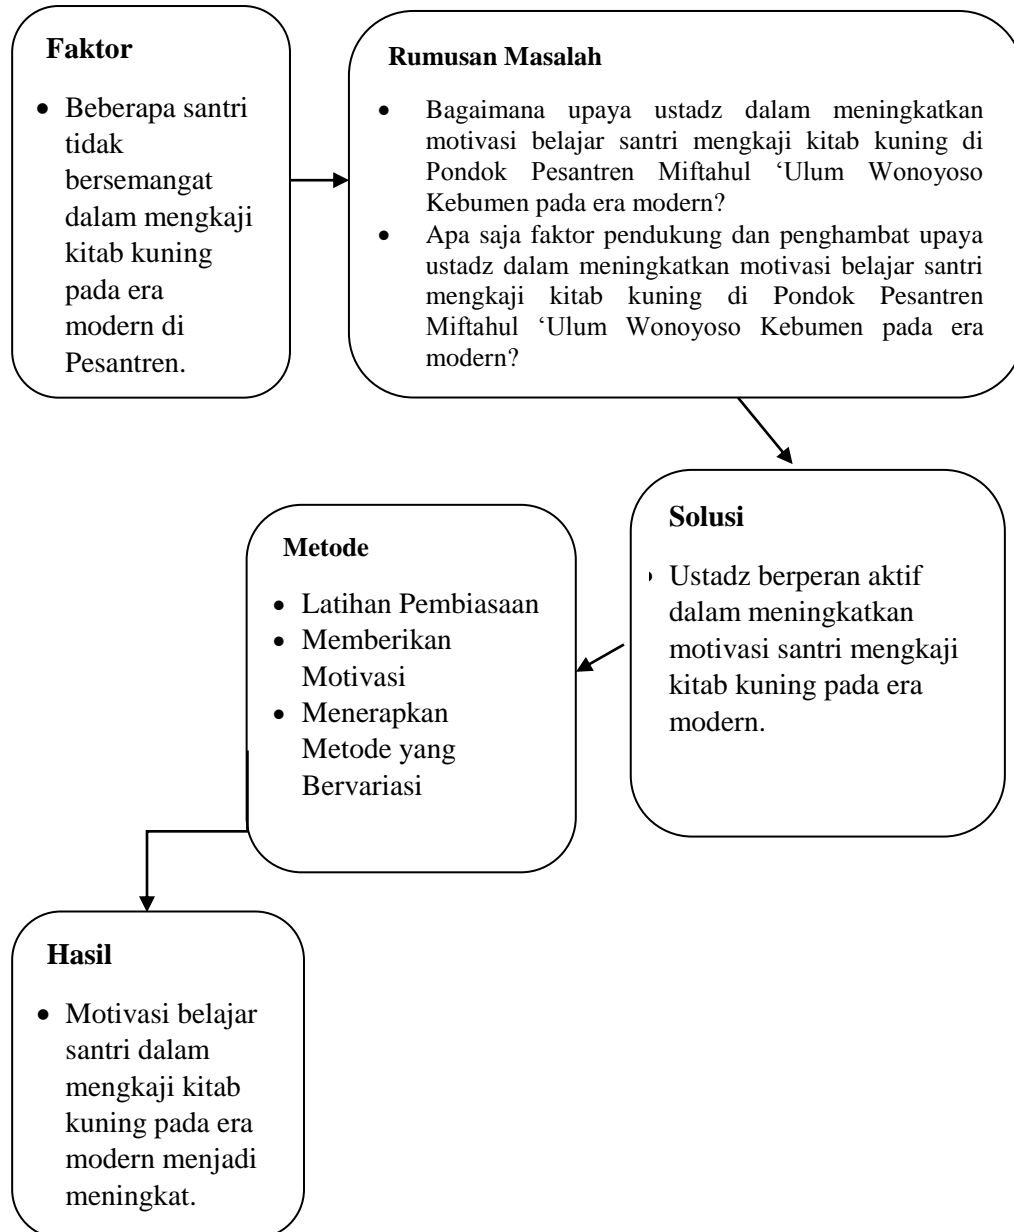 Faktor
• Beberapa santri
tidak
bersemangat
dalam mengkaji
kitab kuning
pada era
modern di
Pesantren.
Rumusan Masalah
• Bagaimana upaya ustadz dalam meningkatkan
motivasi belajar santri mengkaji kitab kuning di
Pondok Pesantren Miftahul ‘Ulum Wonoyoso
Kebumen pada era modern?
• Apa saja faktor pendukung dan penghambat upaya
ustadz dalam meningkatkan motivasi belajar santri
mengkaji kitab kuning di Pondok Pesantren
Miftahul ‘Ulum Wonoyoso Kebumen pada era
modern?
Solusi
• Ustadz berperan aktif
dalam meningkatkan
motivasi santri mengkaji
kitab kuning pada era
modern.
Metode
• Latihan Pembiasaan
• Memberikan
Motivasi
• Menerapkan
Metode yang
Bervariasi
Hasil
• Motivasi belajar
santri dalam
mengkaji kitab
kuning pada era
modern menjadi
meningkat.